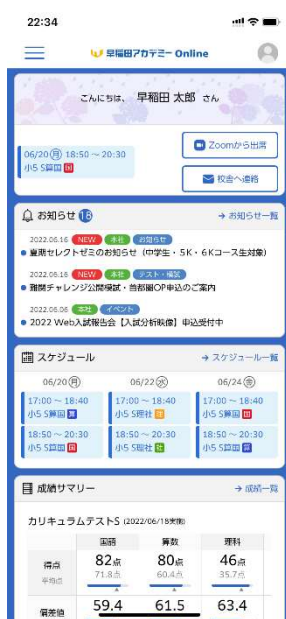 22:34
早稲田アカデミー Online
こんにちは、 早稲田 太郎 さん
06/20㊊ 18:50 ～ 20:30
小5 S算国 国
Zoomから出席
校舎へ連絡
お知らせ 18 → お知らせ一覧
2022.06.16 NEW 本社 お知らせ
● 夏期セレクトゼミのお知らせ（中学生・5K・6Kコース生対象）
2022.06.16 NEW 本社 テスト・模試
● 難関チャレンジ公開模試・首都圏OP申込のご案内
2022.06.06 本社 イベント
● 2022 Web入試報告会【入試分析映像】申込受付中
スケジュール → スケジュール一覧
06/20㊊ 06/22㊌ 06/24㊎
17:00 ～ 18:40 17:00 ～ 18:40 17:00 ～ 18:40
小5 S算国 算 小5 S理社 理 小5 S算国 国
18:50 ～ 20:30 18:50 ～ 20:30 18:50 ～ 20:30
小5 S算国 国 小5 S理社 社 小5 S算国 算
成績サマリー → 成績一覧
カリキュラムテストS (2022/06/18実施)
国語 算数 理科
得点 82点 80点 46点
平均点 71.8点 60.4点 35.7点
偏差値 59.4 61.5 63.4